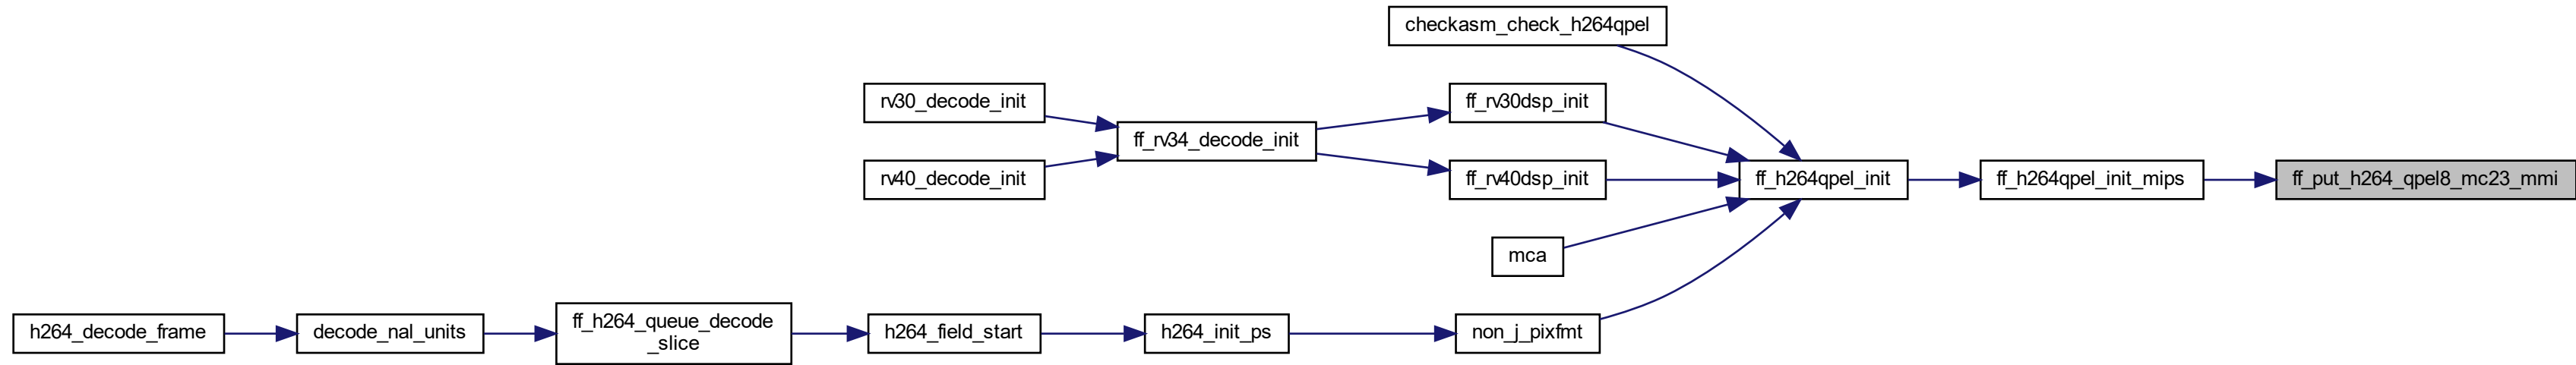 checkasm_check_h264qpel
rv30_decode_init
ff_rv30dsp_init
ff_rv34_decode_init
rv40_decode_init
ff_rv40dsp_init
ff_h264qpel_init
ff_h264qpel_init_mips
ff_put_h264_qpel8_mc23_mmi
mca
h264_decode_frame
decode_nal_units
ff_h264_queue_decode
_slice
h264_field_start
h264_init_ps
non_j_pixfmt